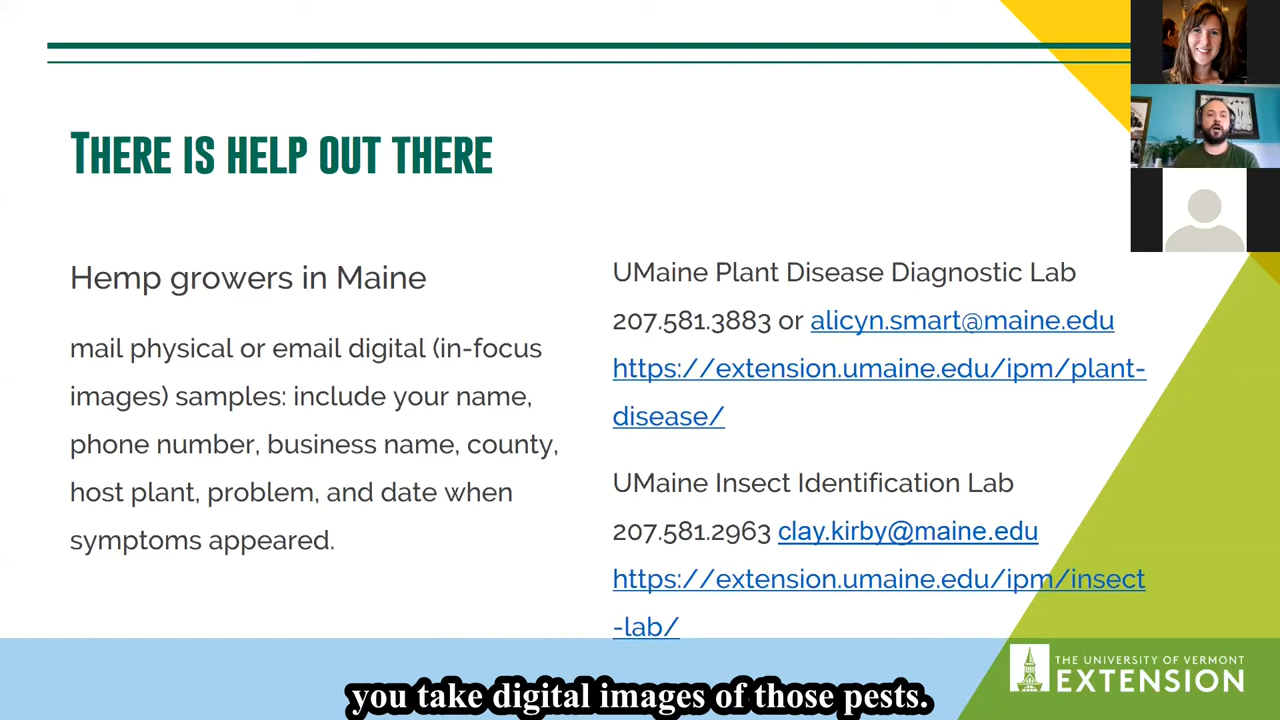 There is help out there
Hemp growers in Maine
mail physical or email digital (in-focus
images) samples: include your name,
phone number, business name, county,
host plant, problem, and date when
symptoms appeared.
UMaine Plant Disease Diagnostic Lab
207.581.3883 or alicyn.smart@maine.edu
https://extension.umaine.edu/ipm/plant-
disease/
UMaine Insect Identification Lab
207.581.2963 clay.kirby@maine.edu
https://extension.umaine.edu/ipm/insect
-lab/
THE UNIVERSITY OF VERMONT
EXTENSION
you take digital images of those pests.